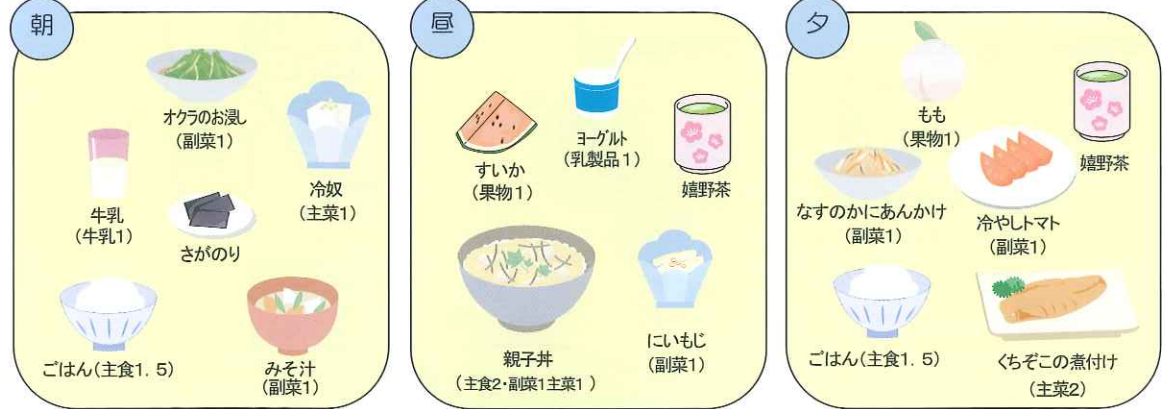 朝
オクラのお浸し
(副菜1)
冷奴
(主菜1)
牛乳
(牛乳1)
さがのり
ごはん(主食1.5)
みそ汁
(副菜1)
昼
すいか
(果物1)
ヨーグルト
(乳製品1)
嬉野茶
親子丼
(主食2・副菜1主菜1)
にいもじ
(副菜1)
夕
もも
(果物1)
嬉野茶
なすのかにあんかけ
(副菜1)
冷やしトマト
(副菜1)
ごはん(主食1.5)
くちぞこの煮付け
(主菜2)